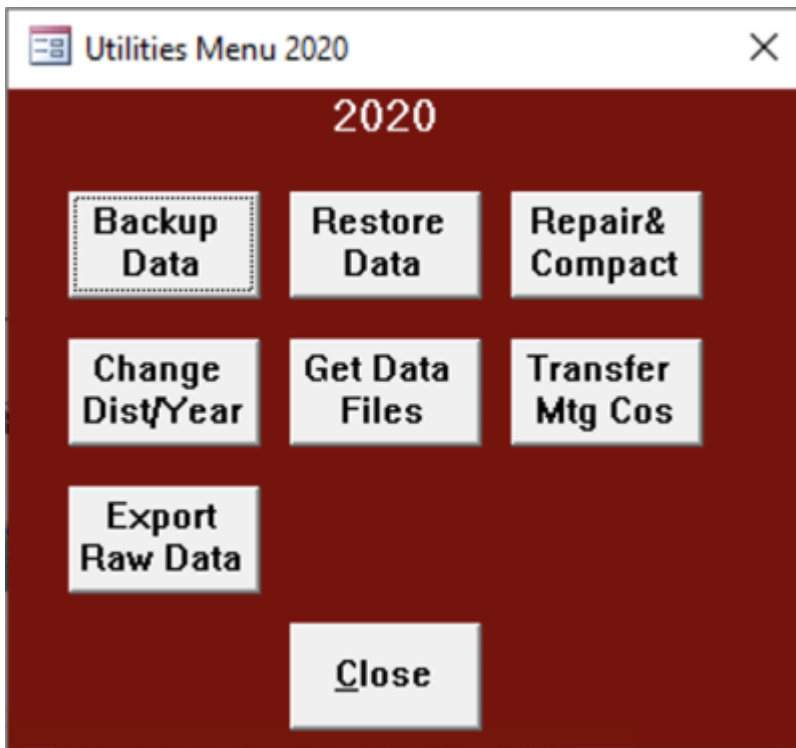 Utilities Menu 2020
2020
Backup
Data
Restore
Data
Repair&
Compact
Change
Dist/Year
Get Data
Files
Transfer
Mtg Cos
Export
Raw Data
Close